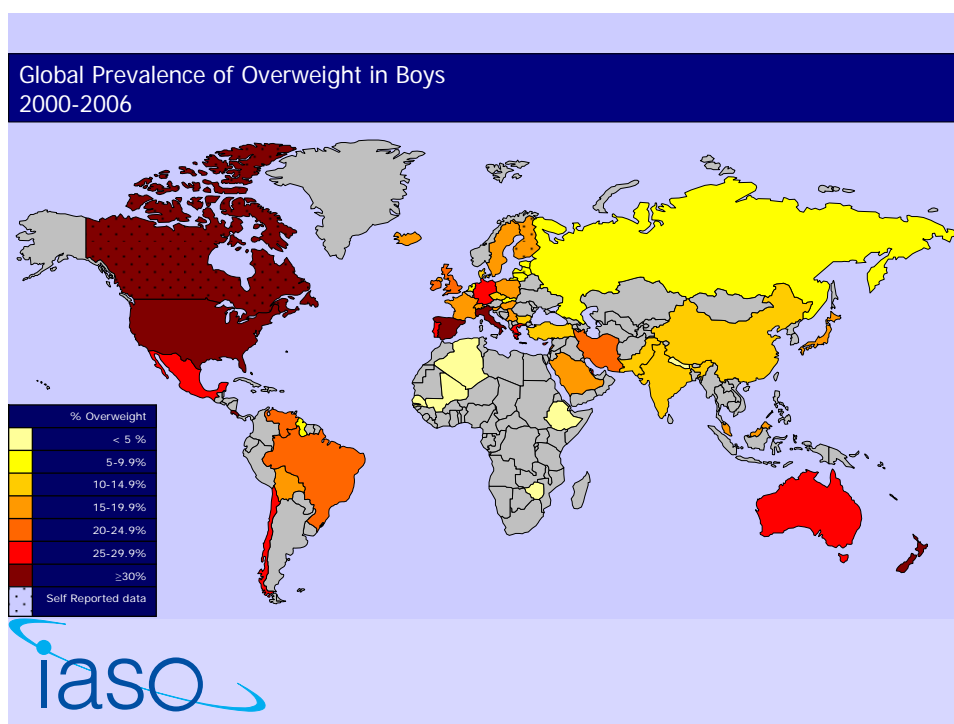 Global Prevalence of Overweight in Boys
2000-2006
% Overweight
< 5 %
5-9.9%
10-14.9%
15-19.9%
20-24.9%
25-29.9%
≥30%
Self Reported data
iaso